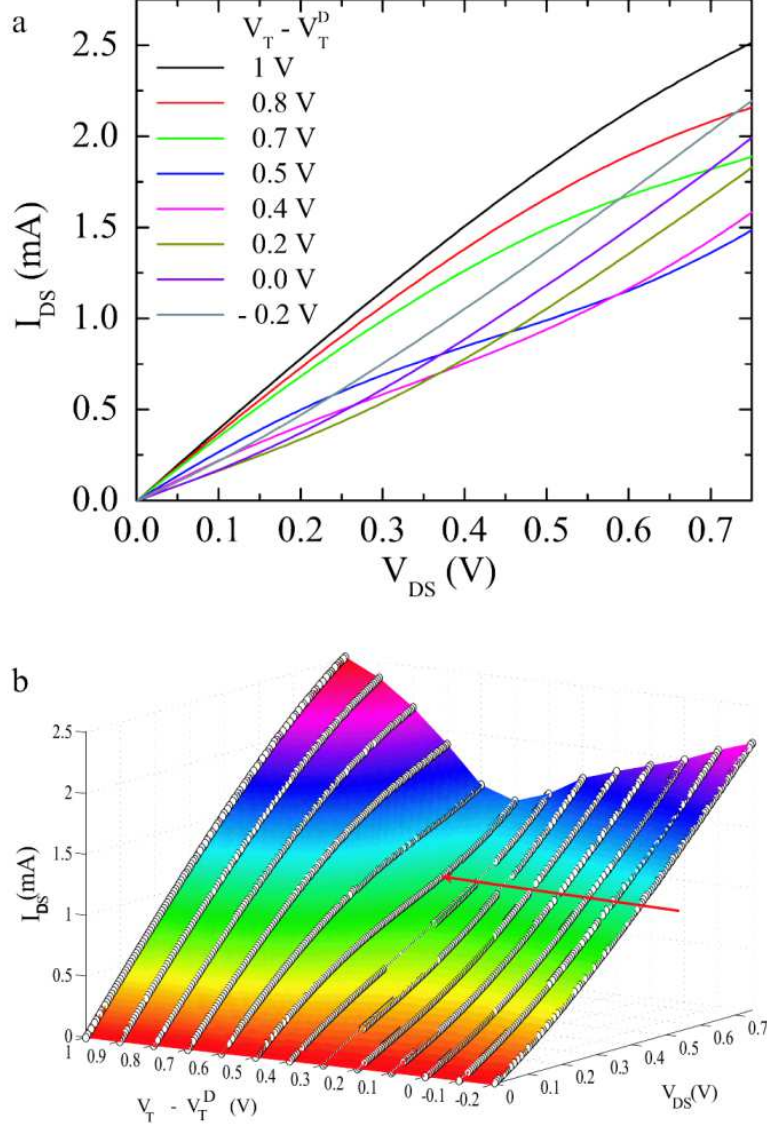 a
V_T - V_T^D
1 V
0.8 V
0.7 V
0.5 V
0.4 V
0.2 V
0.0 V
- 0.2 V
2.5
2.0
1.5
1.0
0.5
0.0
I_DS (mA)
0.0 0.1 0.2 0.3 0.4 0.5 0.6 0.7
V_DS (V)
b
2.5
2
1.5
1
0.5
0
I_DS(mA)
1 0.9 0.8 0.7 0.6 0.5 0.4 0.3 0.2 0.1 0 -0.1 -0.2
V_T - V_T^D (V)
0 0.1 0.2 0.3 0.4 0.5 0.6 0.7
V_DS(V)